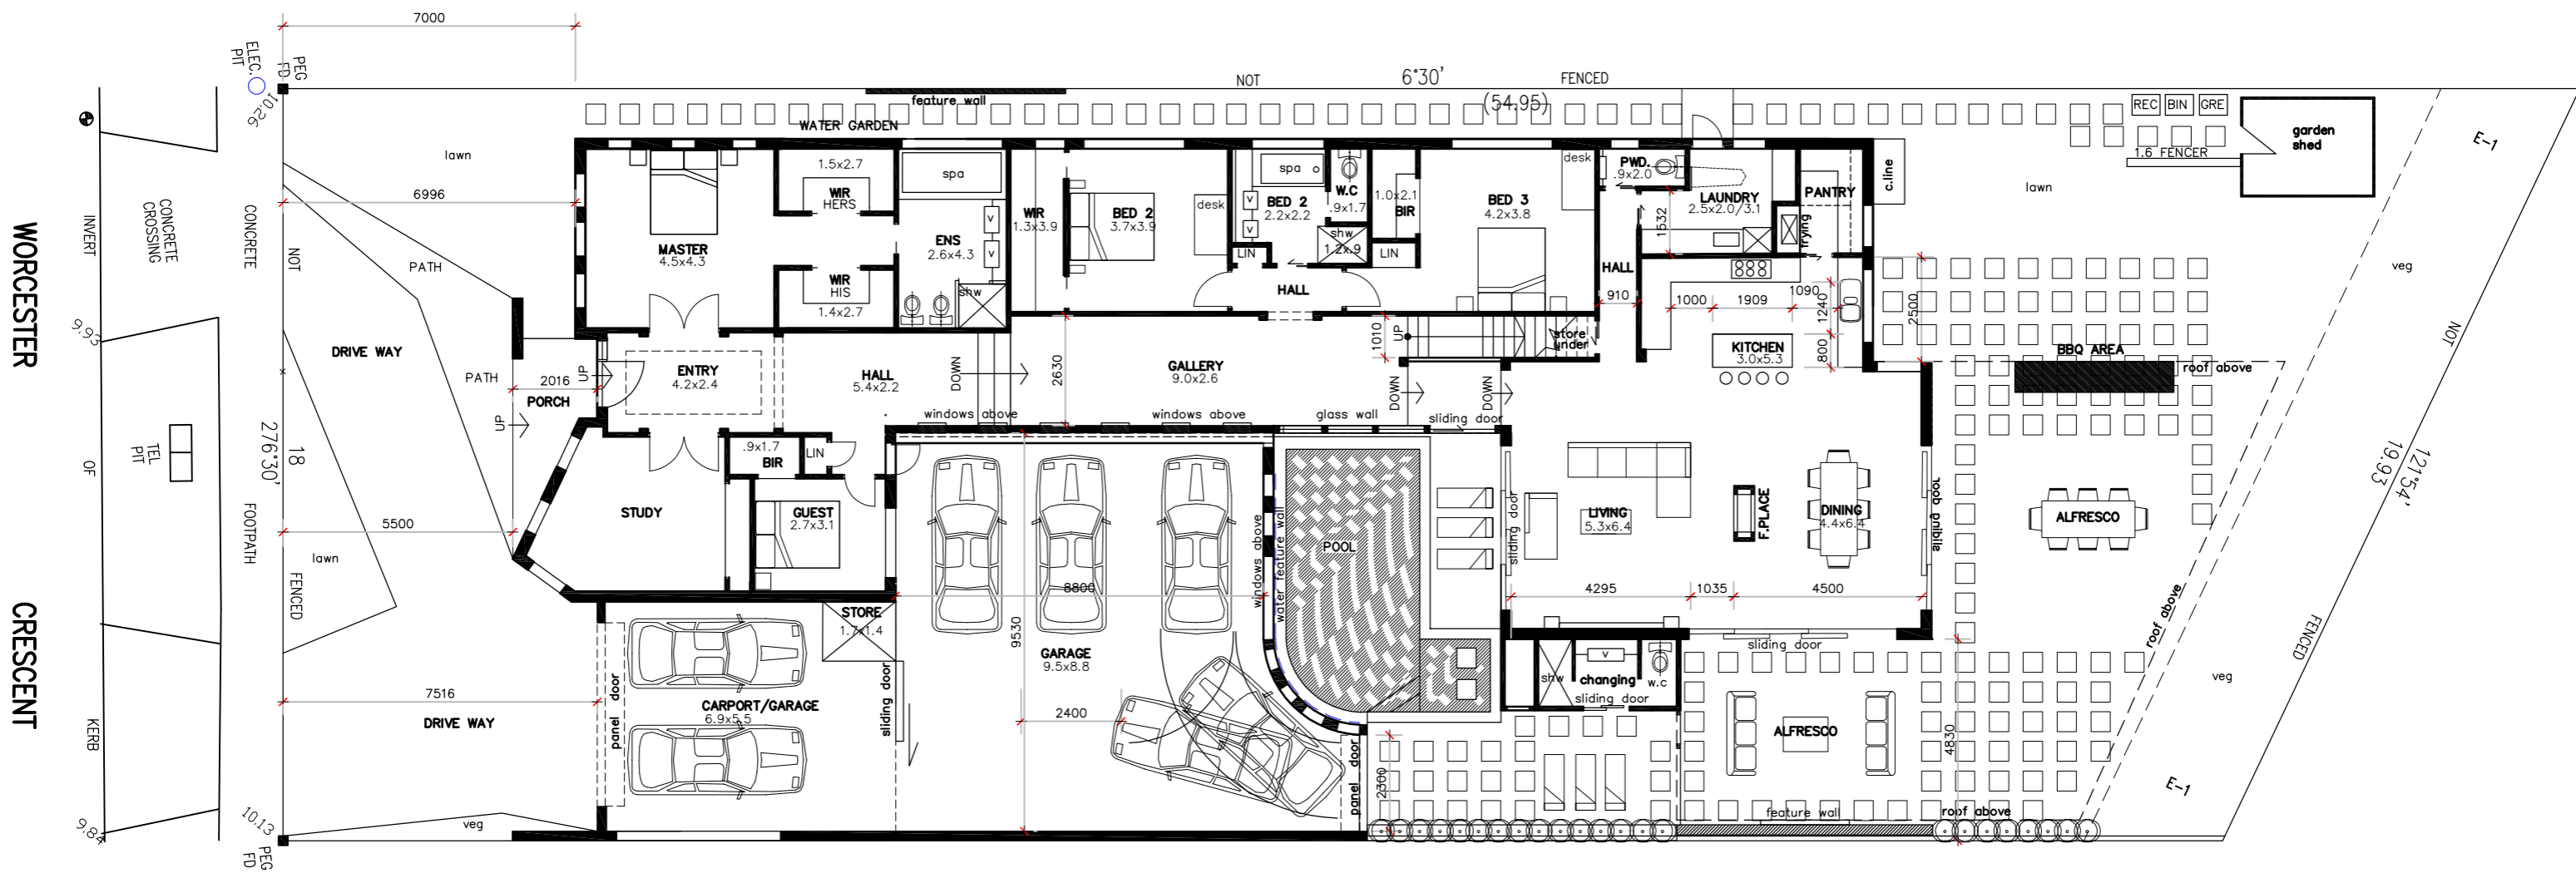 7000
PEG
FD
ELEC.
PIT
10.26
NOT
6°30'
(54.95)
FENCED
feature wall
WATER GARDEN
REC
BIN
GRE
garden
shed
1.6 FENCER
E-1
lawn
lawn
6996
CONCRETE
CROSSING
INVERT
CONCRETE
NOT
WORCESTER
1.5x2.7
WIR
HERS
MASTER
4.5x4.3
WIR
HIS
1.4x2.7
spa
ENS
2.6x4.3
shw
v
v
WIR
1.3x3.9
BED 2
3.7x3.9
desk
spa
BED 2
2.2x2.2
v
v
LIN
W.C
.9x1.7
shw
1.2x.9
1.0x2.1
BIR
LIN
HALL
BED 3
4.2x3.8
desk
PWD.
.9x2.0
LAUNDRY
2.5x2.0/3.1
1532
frying
PANTRY
c.line
HALL
910
1000
1909
1090
1240
800
2500
KITCHEN
3.0x5.3
veg
NOT
PATH
9.93
DRIVE WAY
PATH
2016
UP
PORCH
UP
ENTRY
4.2x2.4
HALL
5.4x2.2
DOWN
2630
GALLERY
9.0x2.6
1010
UP
store
under
DOWN
DOWN
BBQ AREA
roof above
windows above
windows above
glass wall
sliding door
OF
TEL
PIT
18
276°30'
FOOTPATH
FENCED
5500
lawn
STUDY
.9x1.7
BIR
LIN
GUEST
2.7x3.1
windows above
water feature wall
POOL
sliding door
LIVING
5.3x6.4
F.PLACE
DINING
4.4x6.4
sliding door
ALFRESCO
121°54'
19.93
8800
9530
4295
1035
4500
roof above
FENCED
CRESCENT
KERB
7516
DRIVE WAY
panel door
STORE
1.7x1.4
CARPORT/GARAGE
6.9x5.5
sliding door
GARAGE
9.5x8.8
2400
panel door
2300
shw
v
changing
w.c
sliding door
sliding door
ALFRESCO
4830
veg
E-1
feature wall
roof above
veg
9.84
10.13
PEG
FD